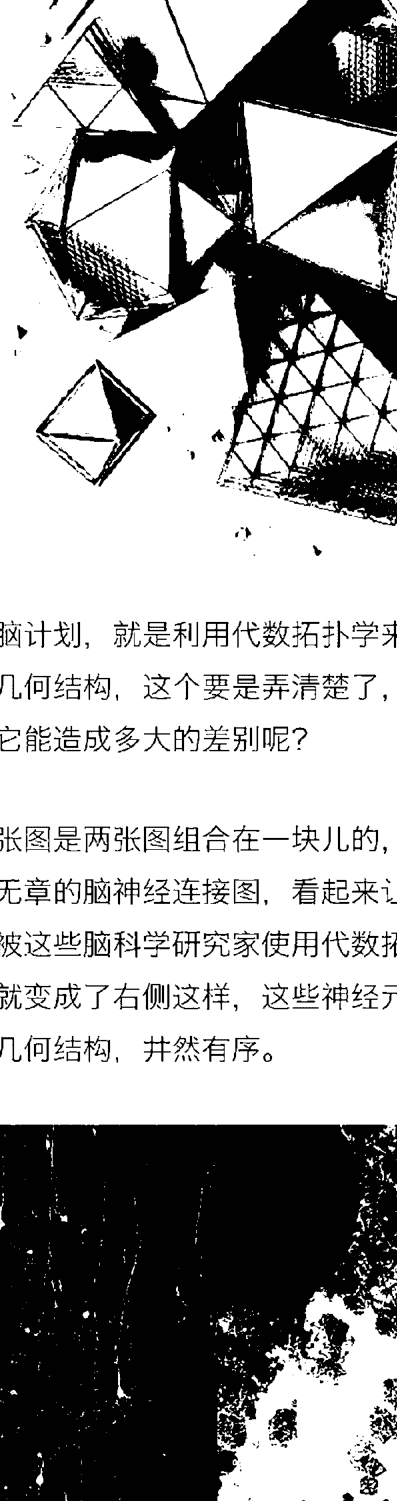 脑计划，就是利用代数拓扑学来
几何结构，这个要是弄清楚了，
它能造成多大的差别呢？
张图是两张图组合在一块儿的，
无章的脑神经连接图，看起来让
被这些脑科学研究家使用代数拓
就变成了右侧这样，这些神经元
几何结构，井然有序。